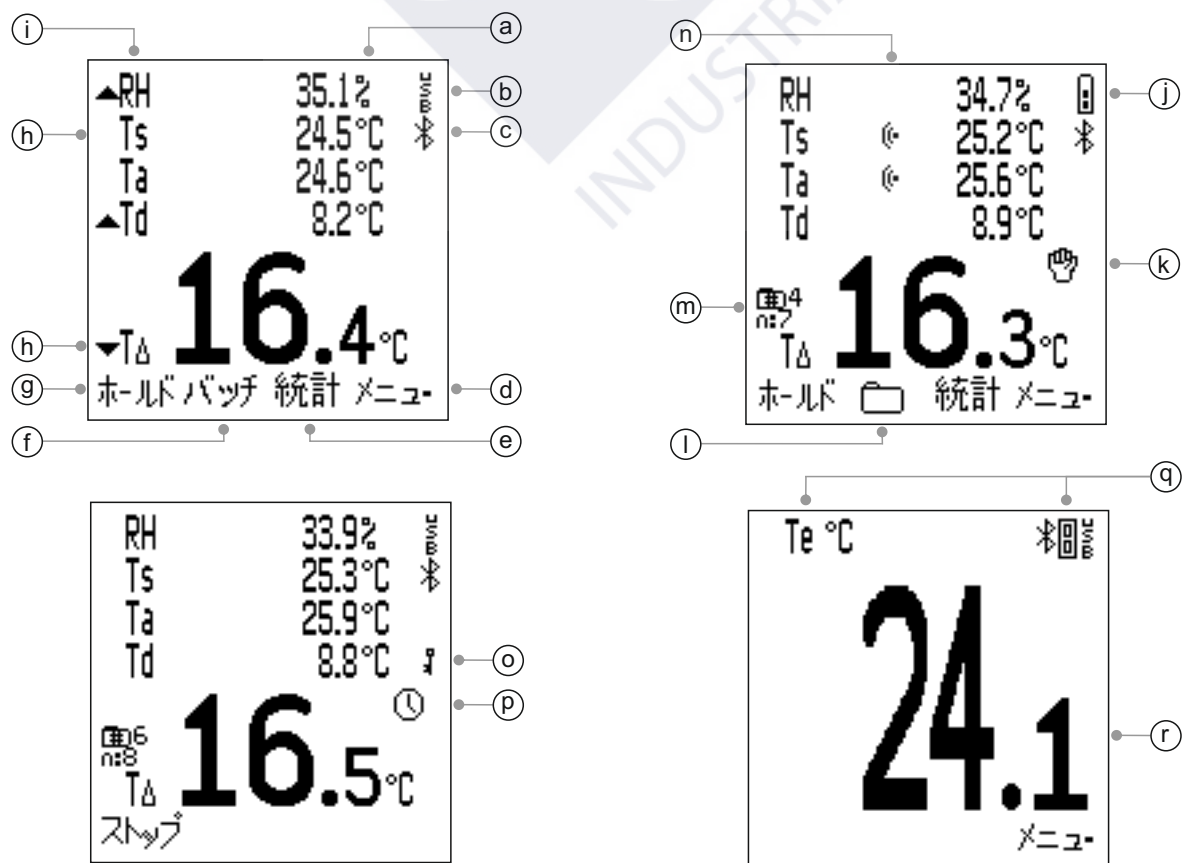 i
a
RH 35.1% USB
b
h
Ts 24.5°C
c
Ta 24.6°C
Td 8.2°C
16.4°C
h
TΔ
g
ホールド バッチ 統計 メニュー
d
f
e
INDUSTRI
n
RH 34.7%
j
Ts 25.2°C
Ta 25.6°C
Td 8.9°C
k
m
4
n:7
16.3°C
TΔ
ホールド 統計 メニュー
l
RH 33.9% USB
Ts 25.3°C
Ta 25.9°C
Td 8.8°C
o
p
6
n:8
16.5°C
TΔ
ストップ
q
Te °C USB
24.1
r
メニュー